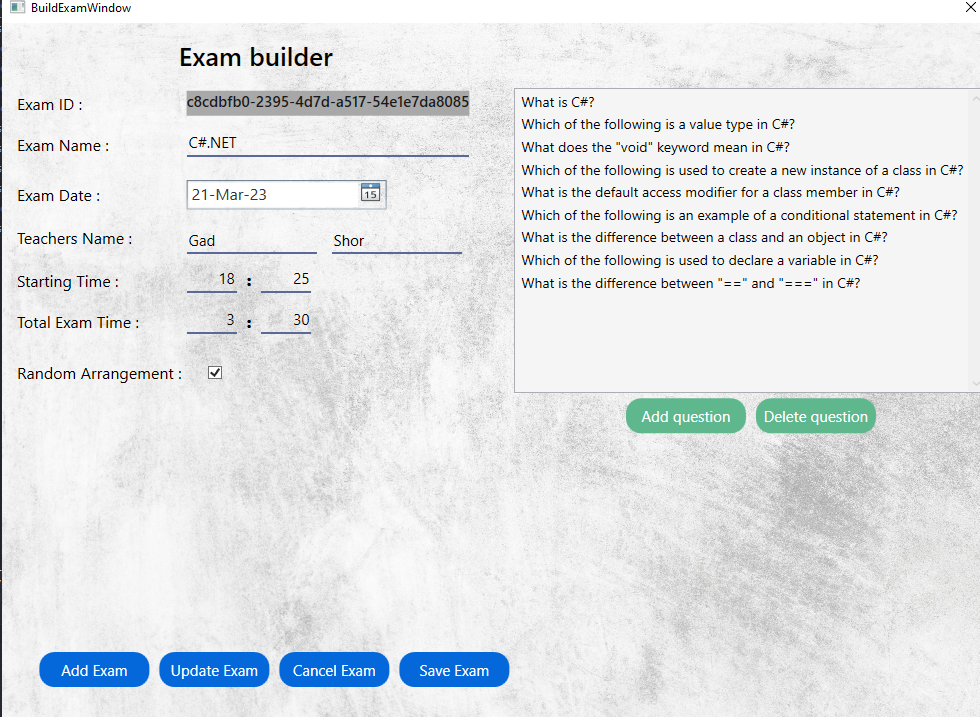 BuildExamWindow
Exam builder
Exam ID :
c8cdbfb0-2395-4d7d-a517-54e1e7da8085
Exam Name :
C#.NET
Exam Date :
21-Mar-23
15
Teachers Name :
Gad
Shor
Starting Time :
18 : 25
Total Exam Time :
3 : 30
Random Arrangement :
What is C#?
Which of the following is a value type in C#?
What does the "void" keyword mean in C#?
Which of the following is used to create a new instance of a class in C#?
What is the default access modifier for a class member in C#?
Which of the following is an example of a conditional statement in C#?
What is the difference between a class and an object in C#?
Which of the following is used to declare a variable in C#?
What is the difference between "==" and "===" in C#?
Add question
Delete question
Add Exam
Update Exam
Cancel Exam
Save Exam